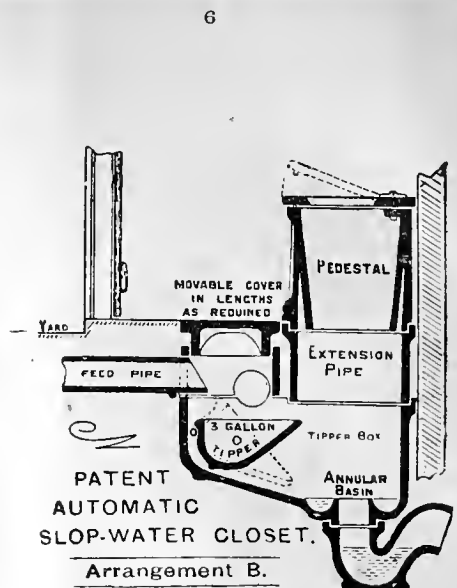 6
PEDESTAL
MOVABLE COVER
IN LENGTHS
AS REQUIRED
YARD
EXTENSION
PIPE
FEED PIPE
3 GALLON
O
TIPPER
O
TIPPER BOX
ANNULAR
BASIN
PATENT
AUTOMATIC
SLOP-WATER CLOSET.
Arrangement B.